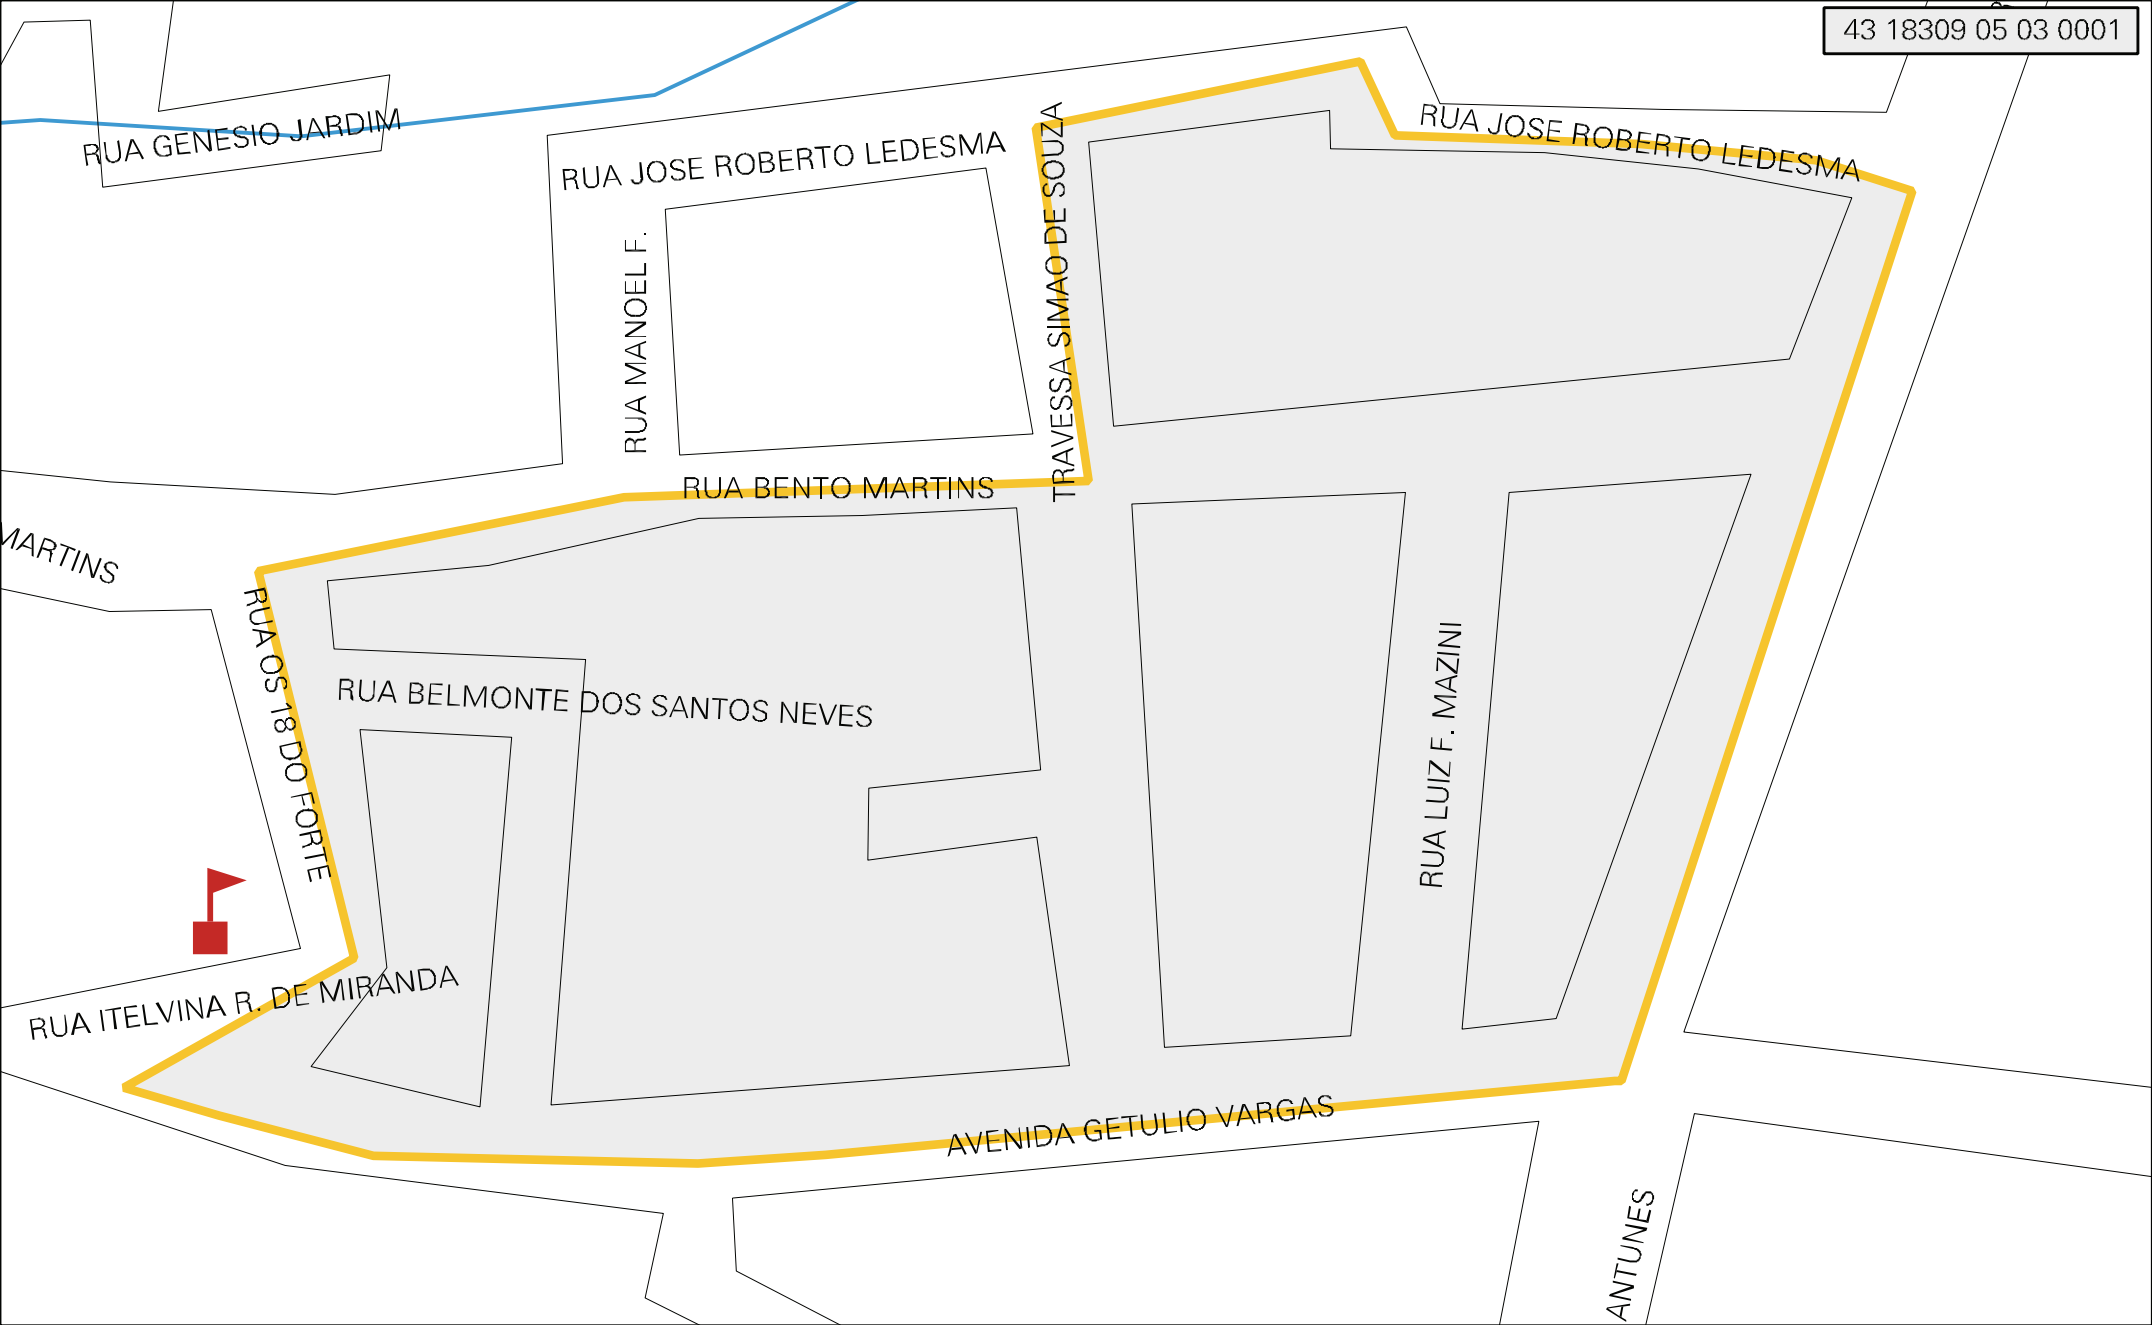 43 18309 05 03 0001
RUA GENESIO JARDIM
RUA JOSE ROBERTO LEDESMA
RUA JOSE ROBERTO LEDESMA
TRAVESSA SIMAO DE SOUZA
RUA MANOEL F.
RUA BENTO MARTINS
MARTINS
RUA OS 18 DO FORTE
RUA BELMONTE DOS SANTOS NEVES
RUA LUIZ F. MAZINI
RUA ITELVINA R. DE MIRANDA
AVENIDA GETULIO VARGAS
ANTUNES